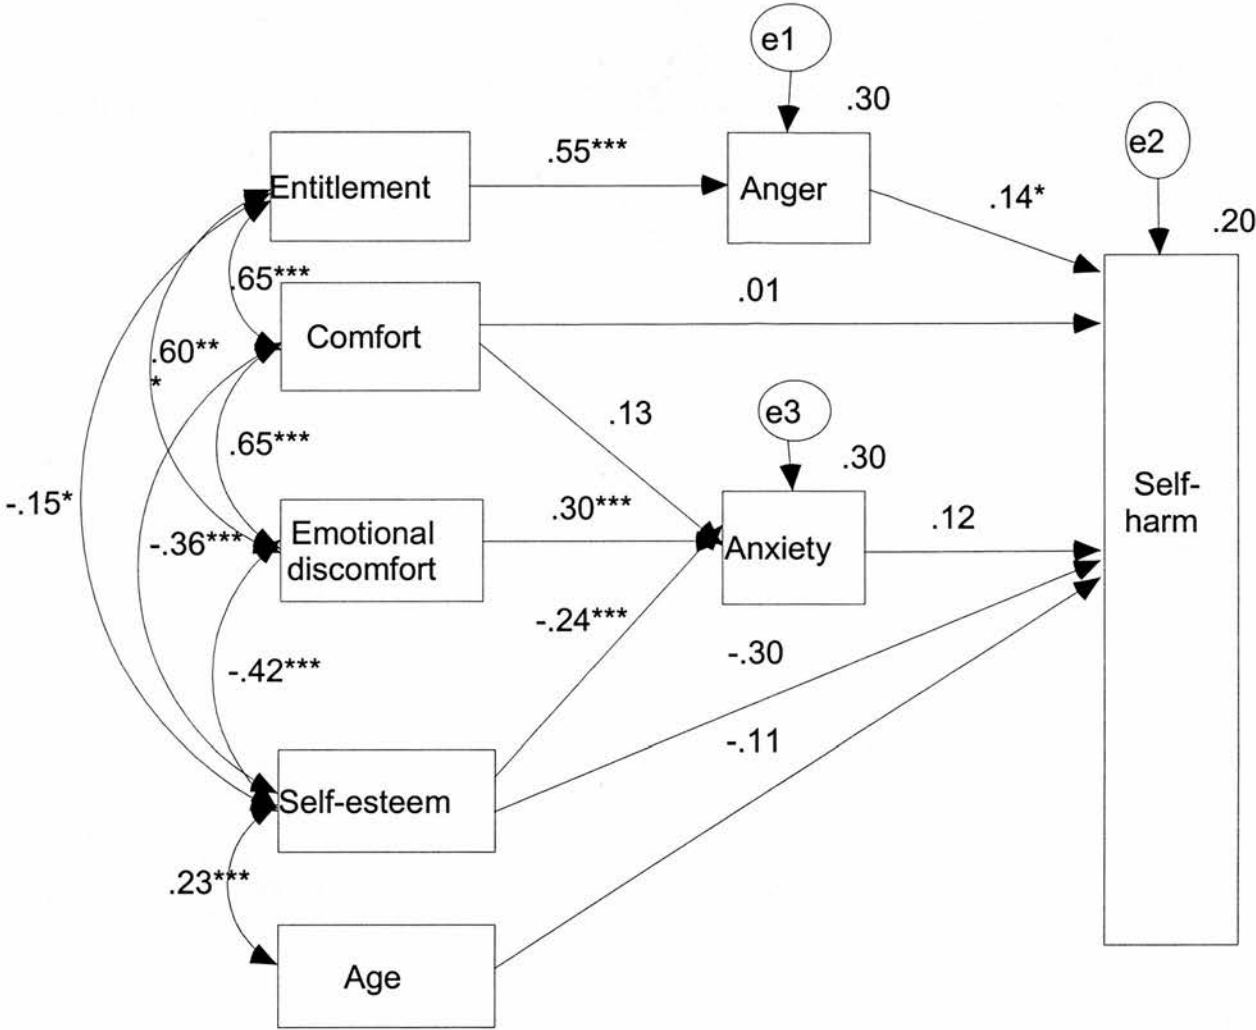 e1
.30
e2
.55***
Entitlement
Anger
.14*
.20
.65***
.01
Comfort
.60**
*
.13
e3
.65***
.30
-.15*
Self-
harm
.30***
.12
-.36***
Emotional
discomfort
Anxiety
-.24***
-.30
-.42***
-.11
Self-esteem
.23***
Age